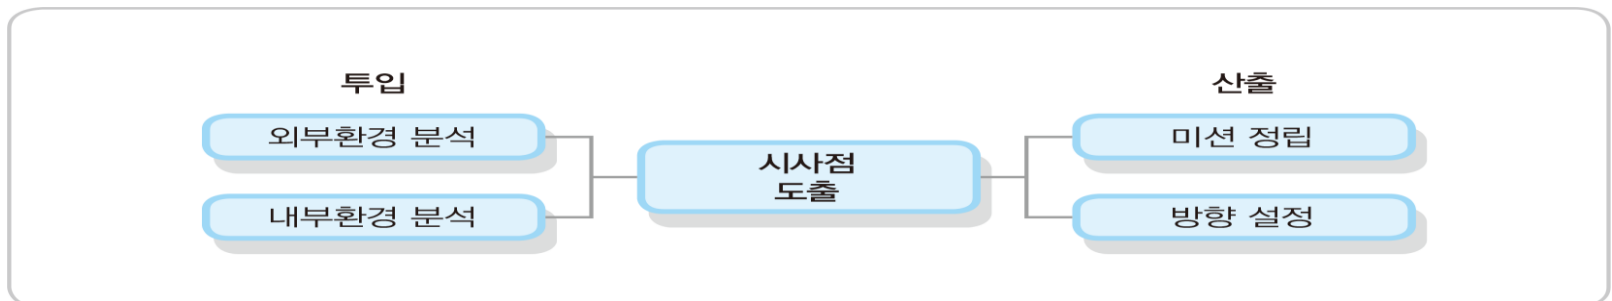 투입
외부환경 분석
내부환경 분석
시사점
도출
산출
미션 정립
방향 설정